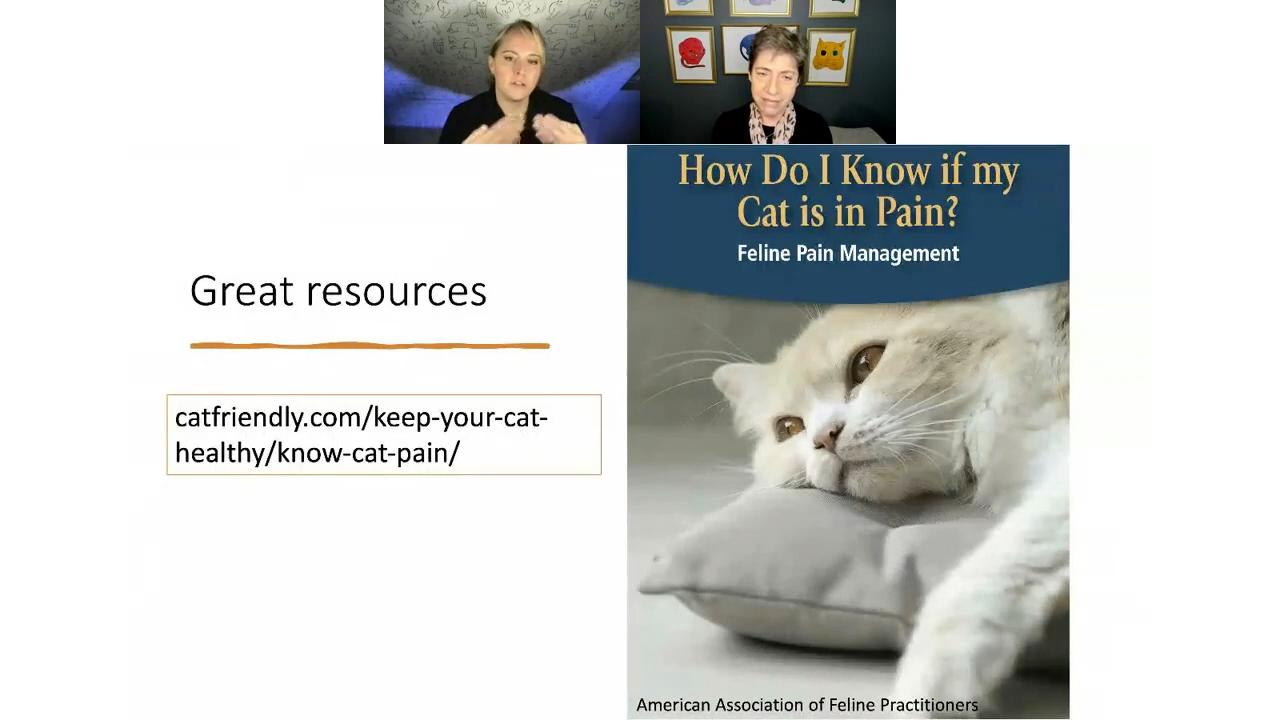 How Do I Know if my
Cat is in Pain?
Feline Pain Management
Great resources
catfriendly.com/keep-your-cat-
healthy/know-cat-pain/
American Association of Feline Practitioners